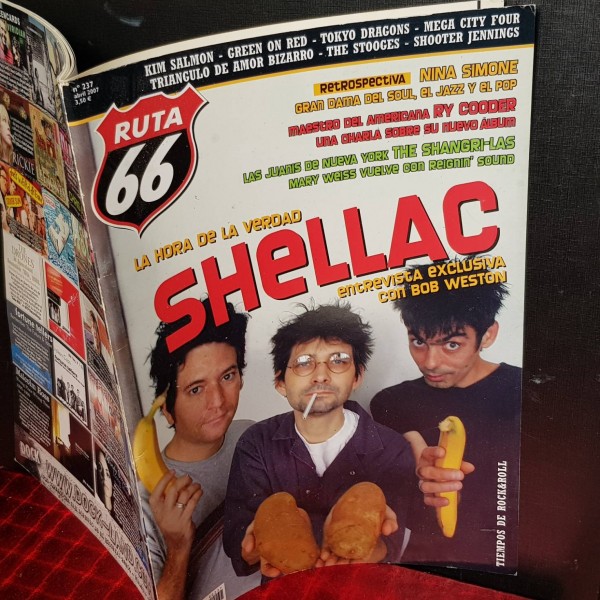 KIM SALMON - GREEN ON RED - TOKYO DRAGONS - MEGA CITY FOUR
TRIANGULO DE AMOR BIZARRO - THE STOOGES - SHOOTER JENNINGS
nº 237
abril 2007
3,50 €
RUTA
66
RETROSPECTIVA NINA SIMONE
GRAN DAMA DEL SOUL, EL JAZZ Y EL POP
MAESTRO DEL AMERICANA RY COODER
UNA CHARLA SOBRE SU NUEVO ÁLBUM
LAS JUANIS DE NUEVA YORK THE SHANGRI-LAS
MARY WEISS VUELVE CON REIGNIN' SOUND
LA HORA DE LA VERDAD
SHELLAC
ENTREVISTA EXCLUSIVA
CON BOB WESTON
TIEMPOS DE ROCK&ROLL
ROCK